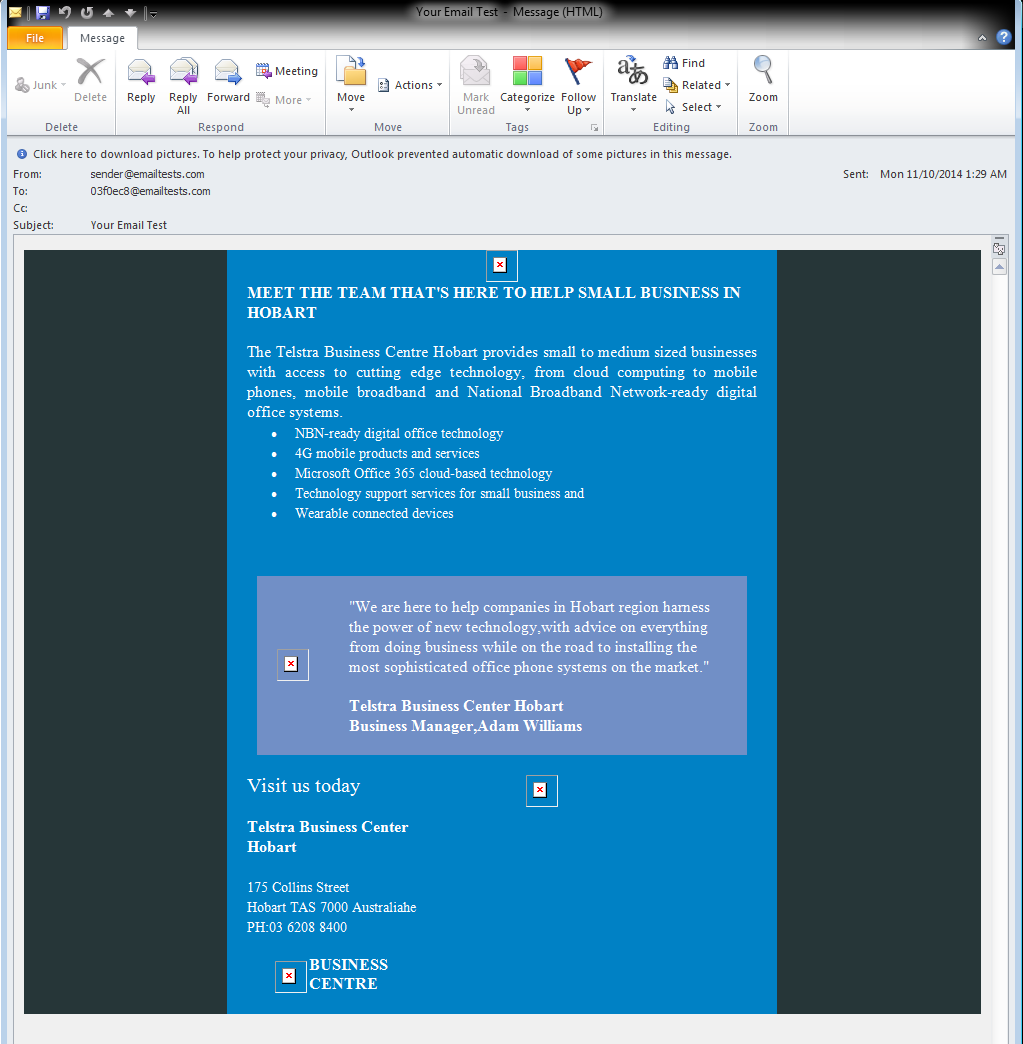 Your Email Test - Message (HTML)
File Message
Junk
Delete
Reply
Reply All
Forward
Meeting
More
Move
Actions
Mark Unread
Categorize
Follow Up
Translate
Find
Related
Select
Zoom
Delete Respond Move Tags Editing Zoom
Click here to download pictures. To help protect your privacy, Outlook prevented automatic download of some pictures in this message.
From: sender@emailtests.com Sent: Mon 11/10/2014 1:29 AM
To: 03f0ec8@emailtests.com
Cc:
Subject: Your Email Test
MEET THE TEAM THAT'S HERE TO HELP SMALL BUSINESS IN
HOBART
The Telstra Business Centre Hobart provides small to medium sized businesses
with access to cutting edge technology, from cloud computing to mobile
phones, mobile broadband and National Broadband Network-ready digital
office systems.
• NBN-ready digital office technology
• 4G mobile products and services
• Microsoft Office 365 cloud-based technology
• Technology support services for small business and
• Wearable connected devices
"We are here to help companies in Hobart region harness
the power of new technology,with advice on everything
from doing business while on the road to installing the
most sophisticated office phone systems on the market."
Telstra Business Center Hobart
Business Manager,Adam Williams
Visit us today
Telstra Business Center
Hobart
175 Collins Street
Hobart TAS 7000 Australiahe
PH:03 6208 8400
BUSINESS
CENTRE